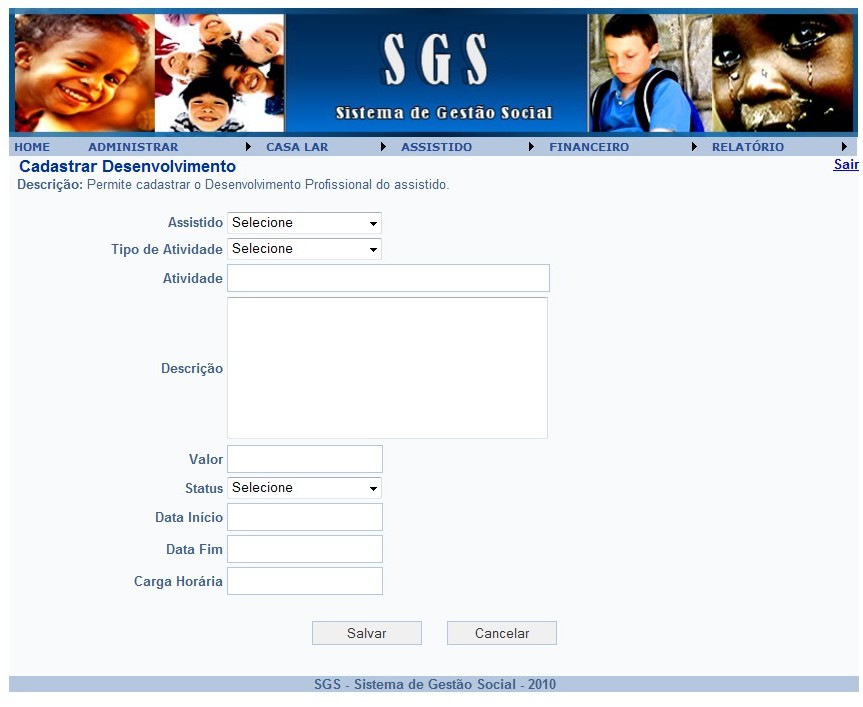 SGS
Sistema de Gestão Social
HOME ADMINISTRAR CASA LAR ASSISTIDO FINANCEIRO RELATÓRIO
Cadastrar Desenvolvimento Sair
Descrição: Permite cadastrar o Desenvolvimento Profissional do assistido.
Assistido Selecione
Tipo de Atividade Selecione
Atividade
Descrição
Valor
Status Selecione
Data Início
Data Fim
Carga Horária
Salvar Cancelar
SGS - Sistema de Gestão Social - 2010